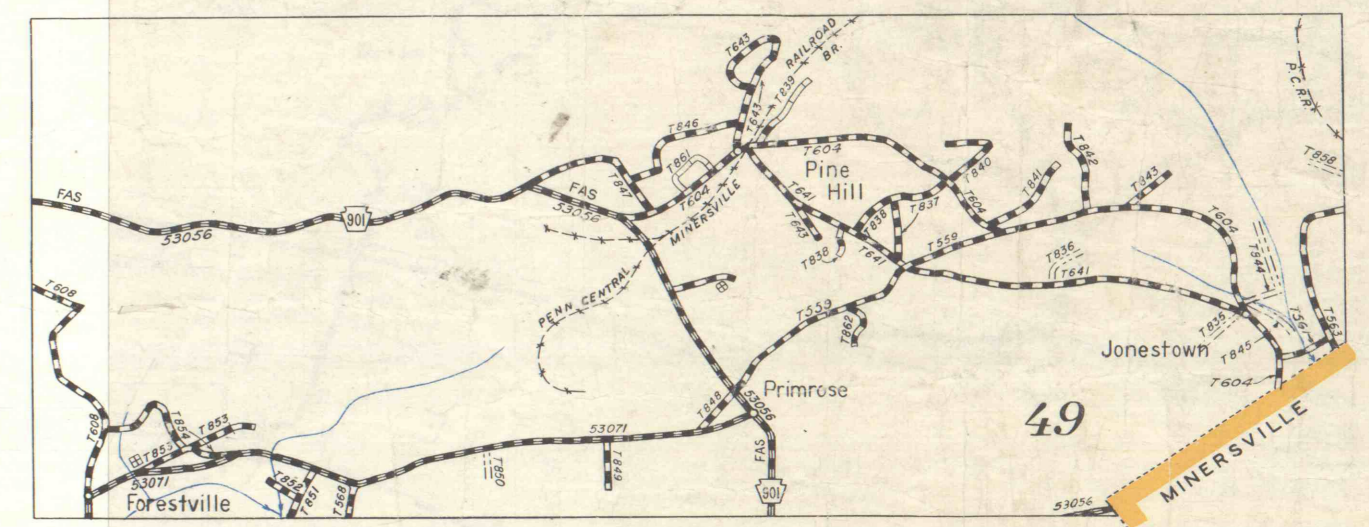 T643
RAILROAD
BR.
T839
T643
P.C.R.R.
T846
T861
T604
T842
T858
FAS
FAS
T847
T604
Pine
Hill
T840
T841
T843
901
53056
53056
MINERSVILLE
T641
T643
T838
T837
T604
T604
T838
T641
T559
T836
T641
T844
T608
PENN CENTRAL
T559
T862
T835
T561
T563
Jonestown
T845
T604
Primrose
T848
53056
49
T608
T854
T853
T853
53071
53071
FAS
T850
T849
T852
T851
T568
901
Forestville
53056
MINERSVILLE